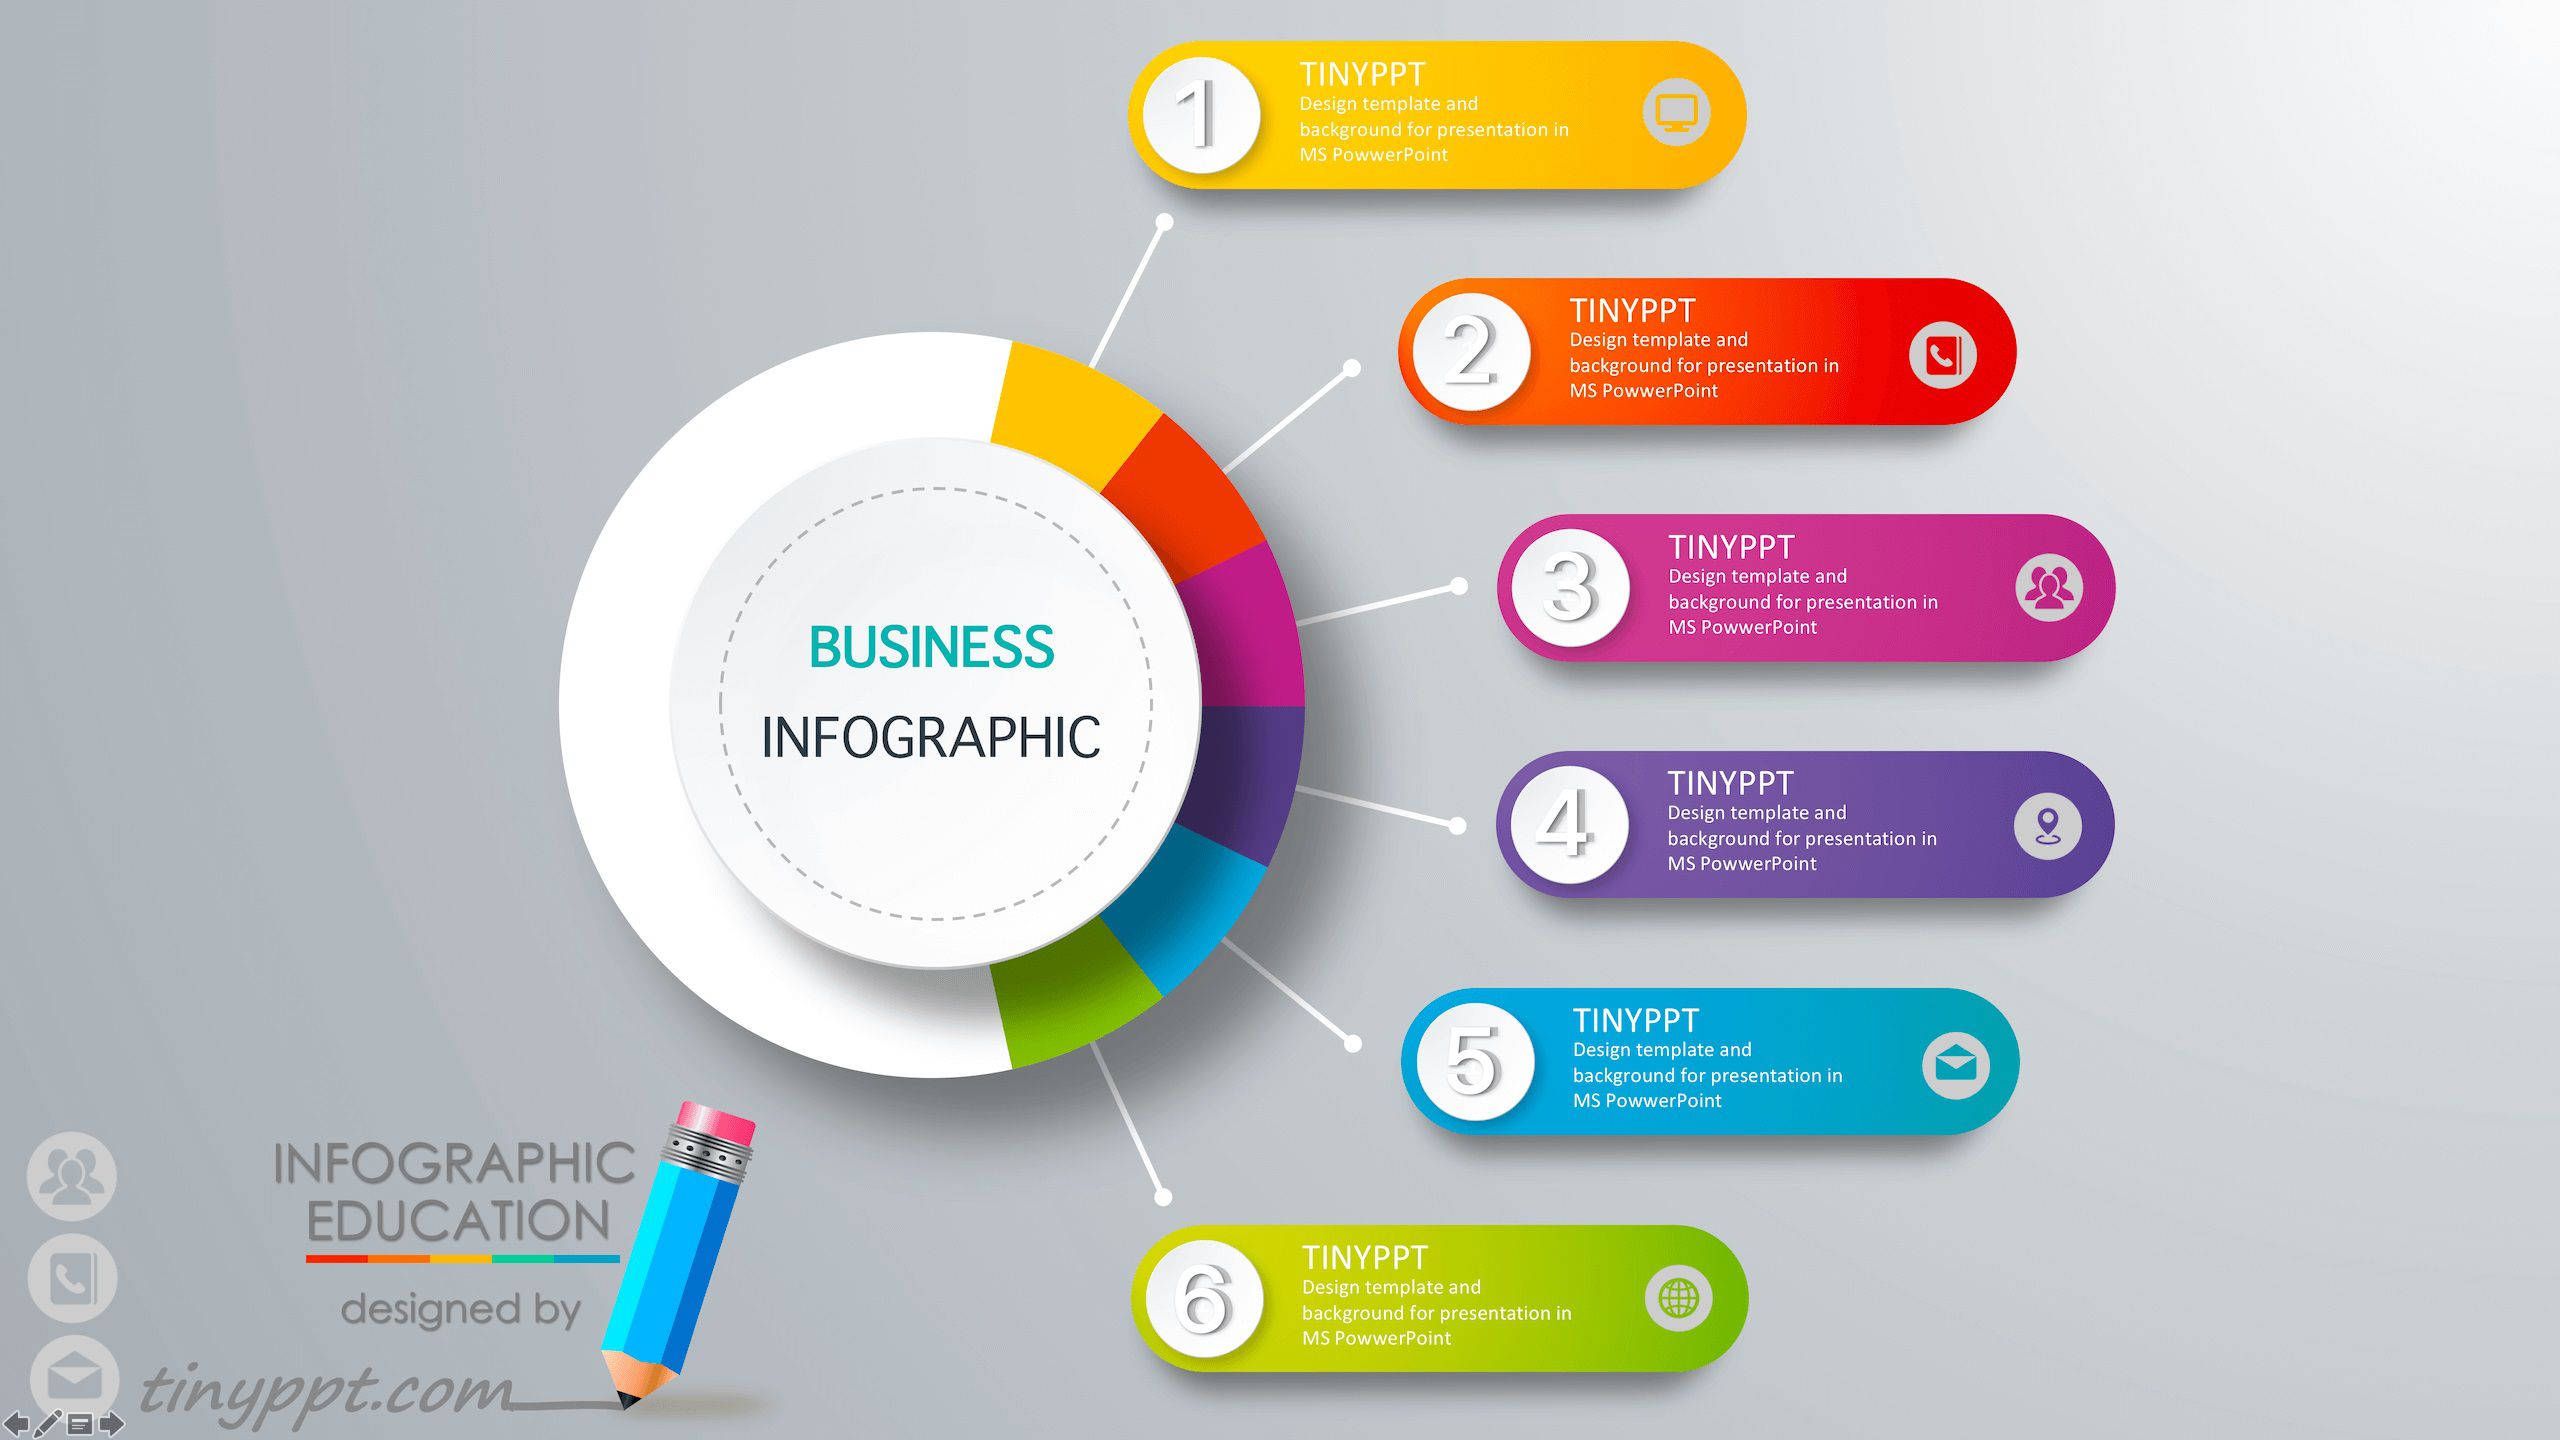 1
TINYPPT
Design template and
background for presentation in
MS PowwerPoint
2
TINYPPT
Design template and
background for presentation in
MS PowwerPoint
3
TINYPPT
Design template and
background for presentation in
MS PowwerPoint
BUSINESS
INFOGRAPHIC
4
TINYPPT
Design template and
background for presentation in
MS PowwerPoint
5
TINYPPT
Design template and
background for presentation in
MS PowwerPoint
6
TINYPPT
Design template and
background for presentation in
MS PowwerPoint
INFOGRAPHIC
EDUCATION
designed by
tinyppt.com